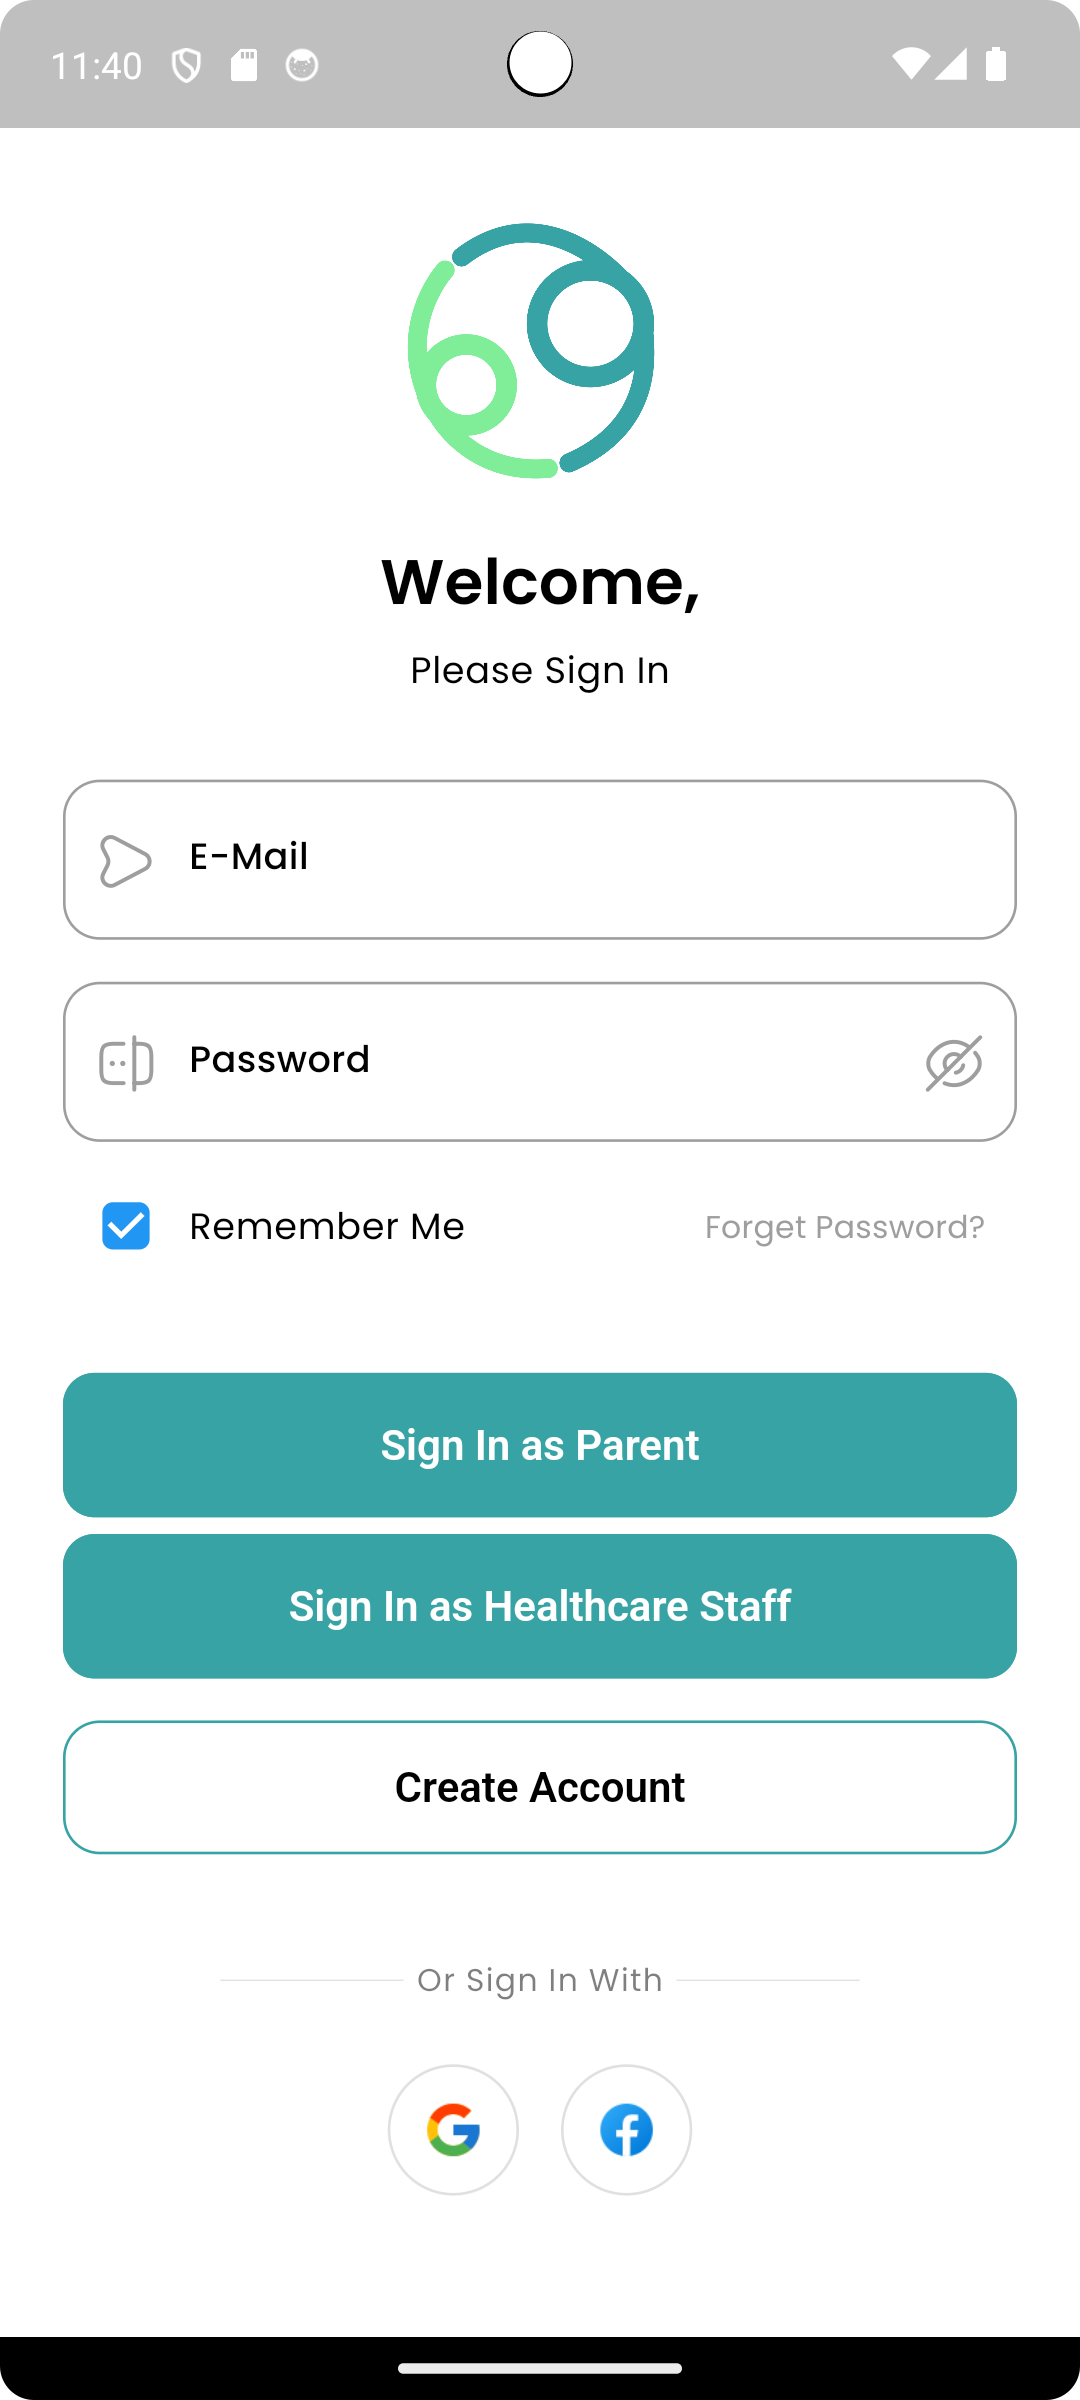 11:40
Welcome,
Please Sign In
E-Mail
Password
Remember Me
Forget Password?
Sign In as Parent
Sign In as Healthcare Staff
Create Account
Or Sign In With